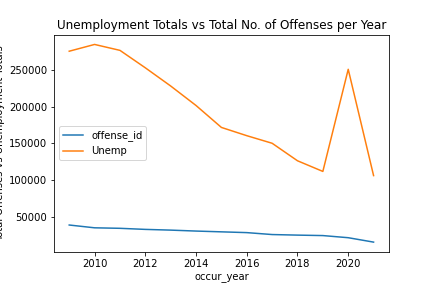 Unemployment Totals vs Total No. of Offenses per Year
250000
200000
150000
100000
50000
offense_id
Unemp
2010 2012 2014 2016 2018 2020
occur_year